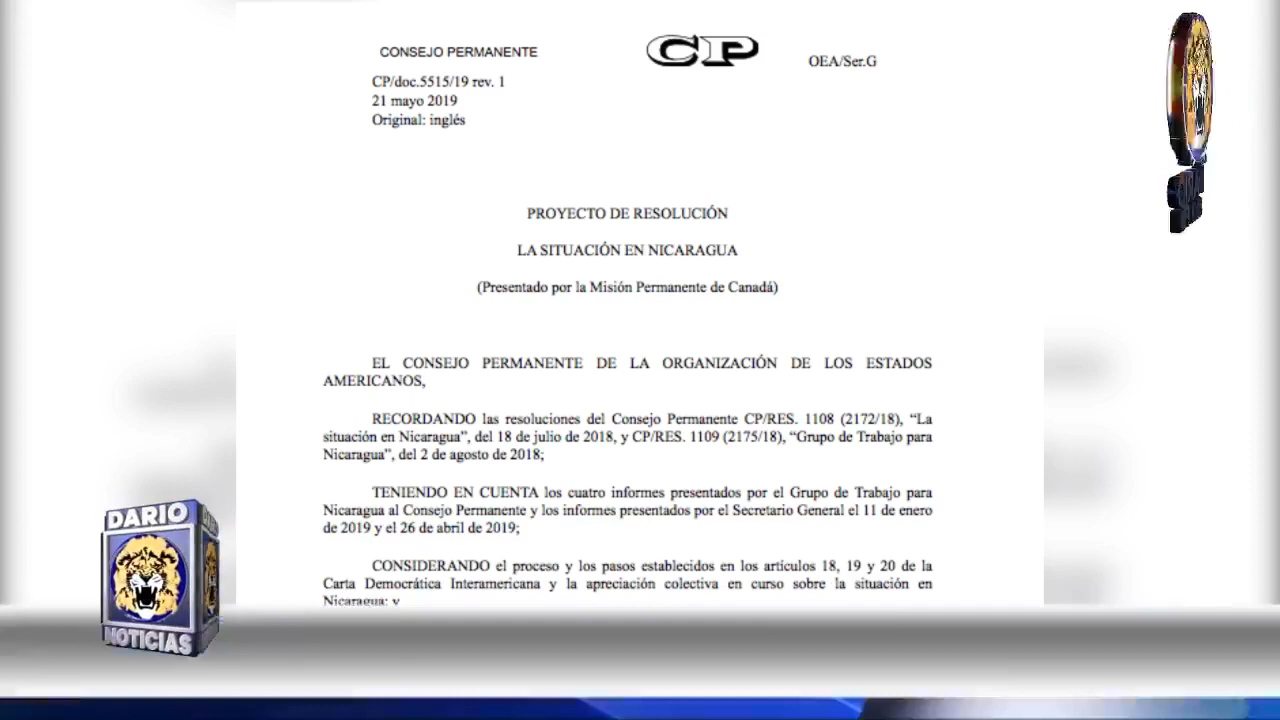 CONSEJO PERMANENTE
CP
OEA/Ser.G
CP/doc.5515/19 rev. 1
21 mayo 2019
Original: inglés
PROYECTO DE RESOLUCIÓN
LA SITUACIÓN EN NICARAGUA
(Presentado por la Misión Permanente de Canadá)
EL CONSEJO PERMANENTE DE LA ORGANIZACIÓN DE LOS ESTADOS
AMERICANOS,
RECORDANDO las resoluciones del Consejo Permanente CP/RES. 1108 (2172/18), “La
situación en Nicaragua”, del 18 de julio de 2018, y CP/RES. 1109 (2175/18), “Grupo de Trabajo para
Nicaragua”, del 2 de agosto de 2018;
TENIENDO EN CUENTA los cuatro informes presentados por el Grupo de Trabajo para
Nicaragua al Consejo Permanente y los informes presentados por el Secretario General el 11 de enero
de 2019 y el 26 de abril de 2019;
CONSIDERANDO el proceso y los pasos establecidos en los artículos 18, 19 y 20 de la
Carta Democrática Interamericana y la apreciación colectiva en curso sobre la situación en
Nicaragua; y
DARIO
NOTICIAS